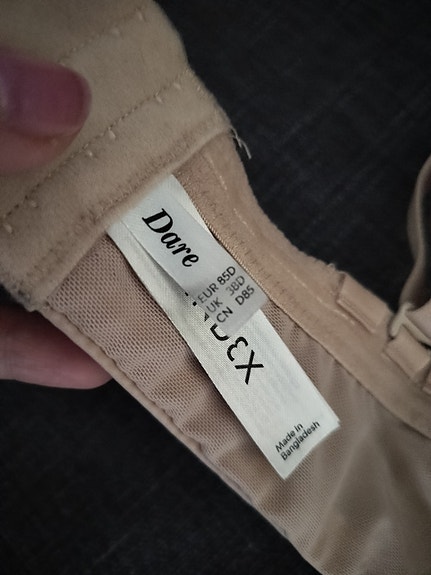 Dare
EUR 85D
UK 38D
CN D85
Made in
Bangladesh